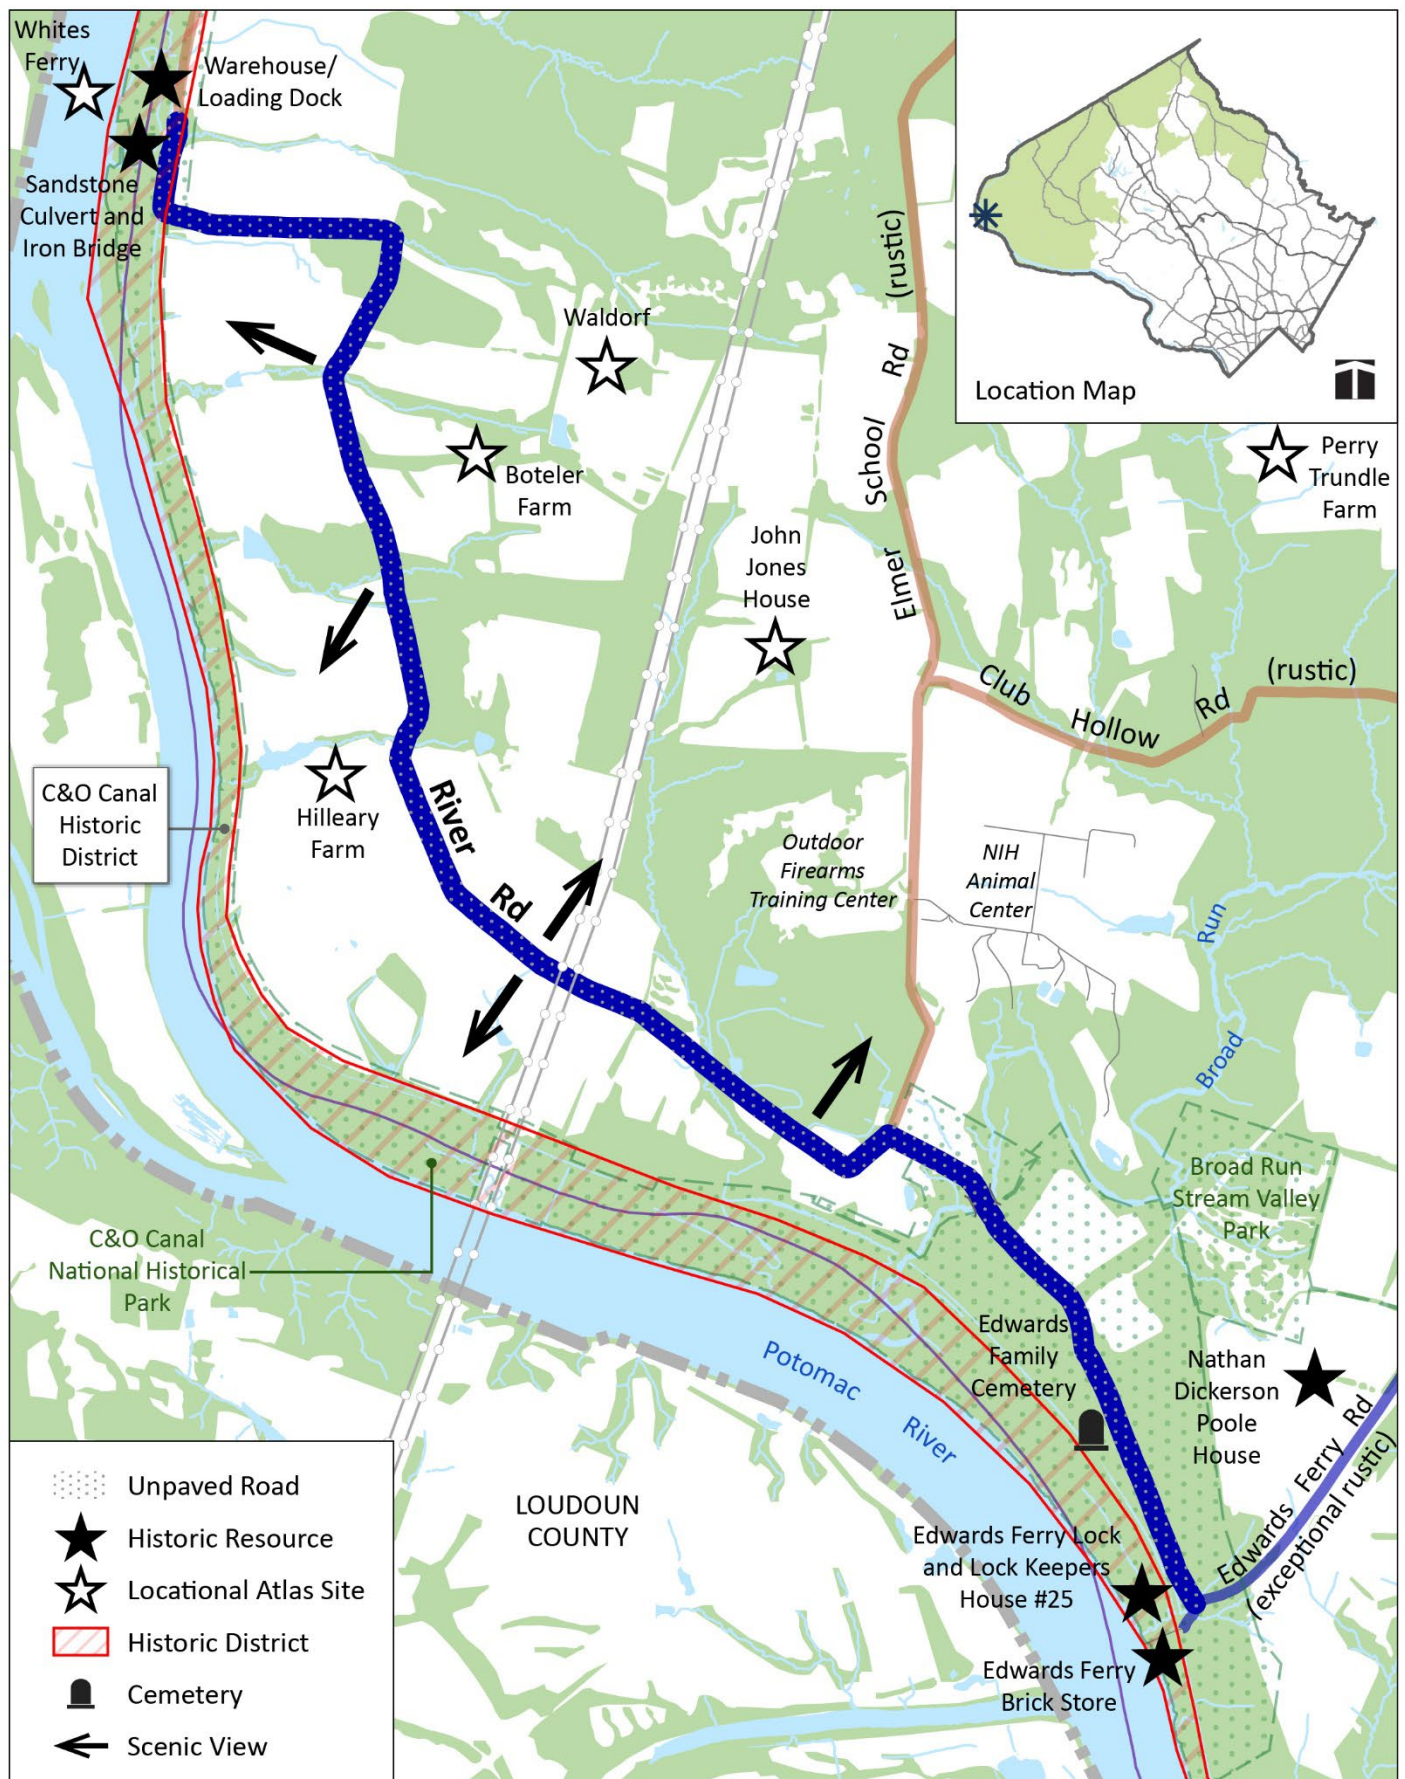 Whites
Ferry
Warehouse/
Loading Dock
Sandstone
Culvert and
Iron Bridge
Location Map
Waldorf
Boteler
Farm
John
Jones
House
Elmer School Rd (rustic)
Perry
Trundle
Farm
Club Hollow Rd (rustic)
C&O Canal
Historic
District
Hilleary
Farm
River Rd
Outdoor
Firearms
Training Center
NIH
Animal
Center
Broad Run
Broad Run
Stream Valley
Park
C&O Canal
National Historical
Park
Potomac River
Edwards
Family
Cemetery
Nathan
Dickerson
Poole
House
Edwards Ferry Rd
(exceptional rustic)
LOUDOUN
COUNTY
Edwards Ferry Lock
and Lock Keepers
House #25
Edwards Ferry
Brick Store
Unpaved Road
Historic Resource
Locational Atlas Site
Historic District
Cemetery
Scenic View